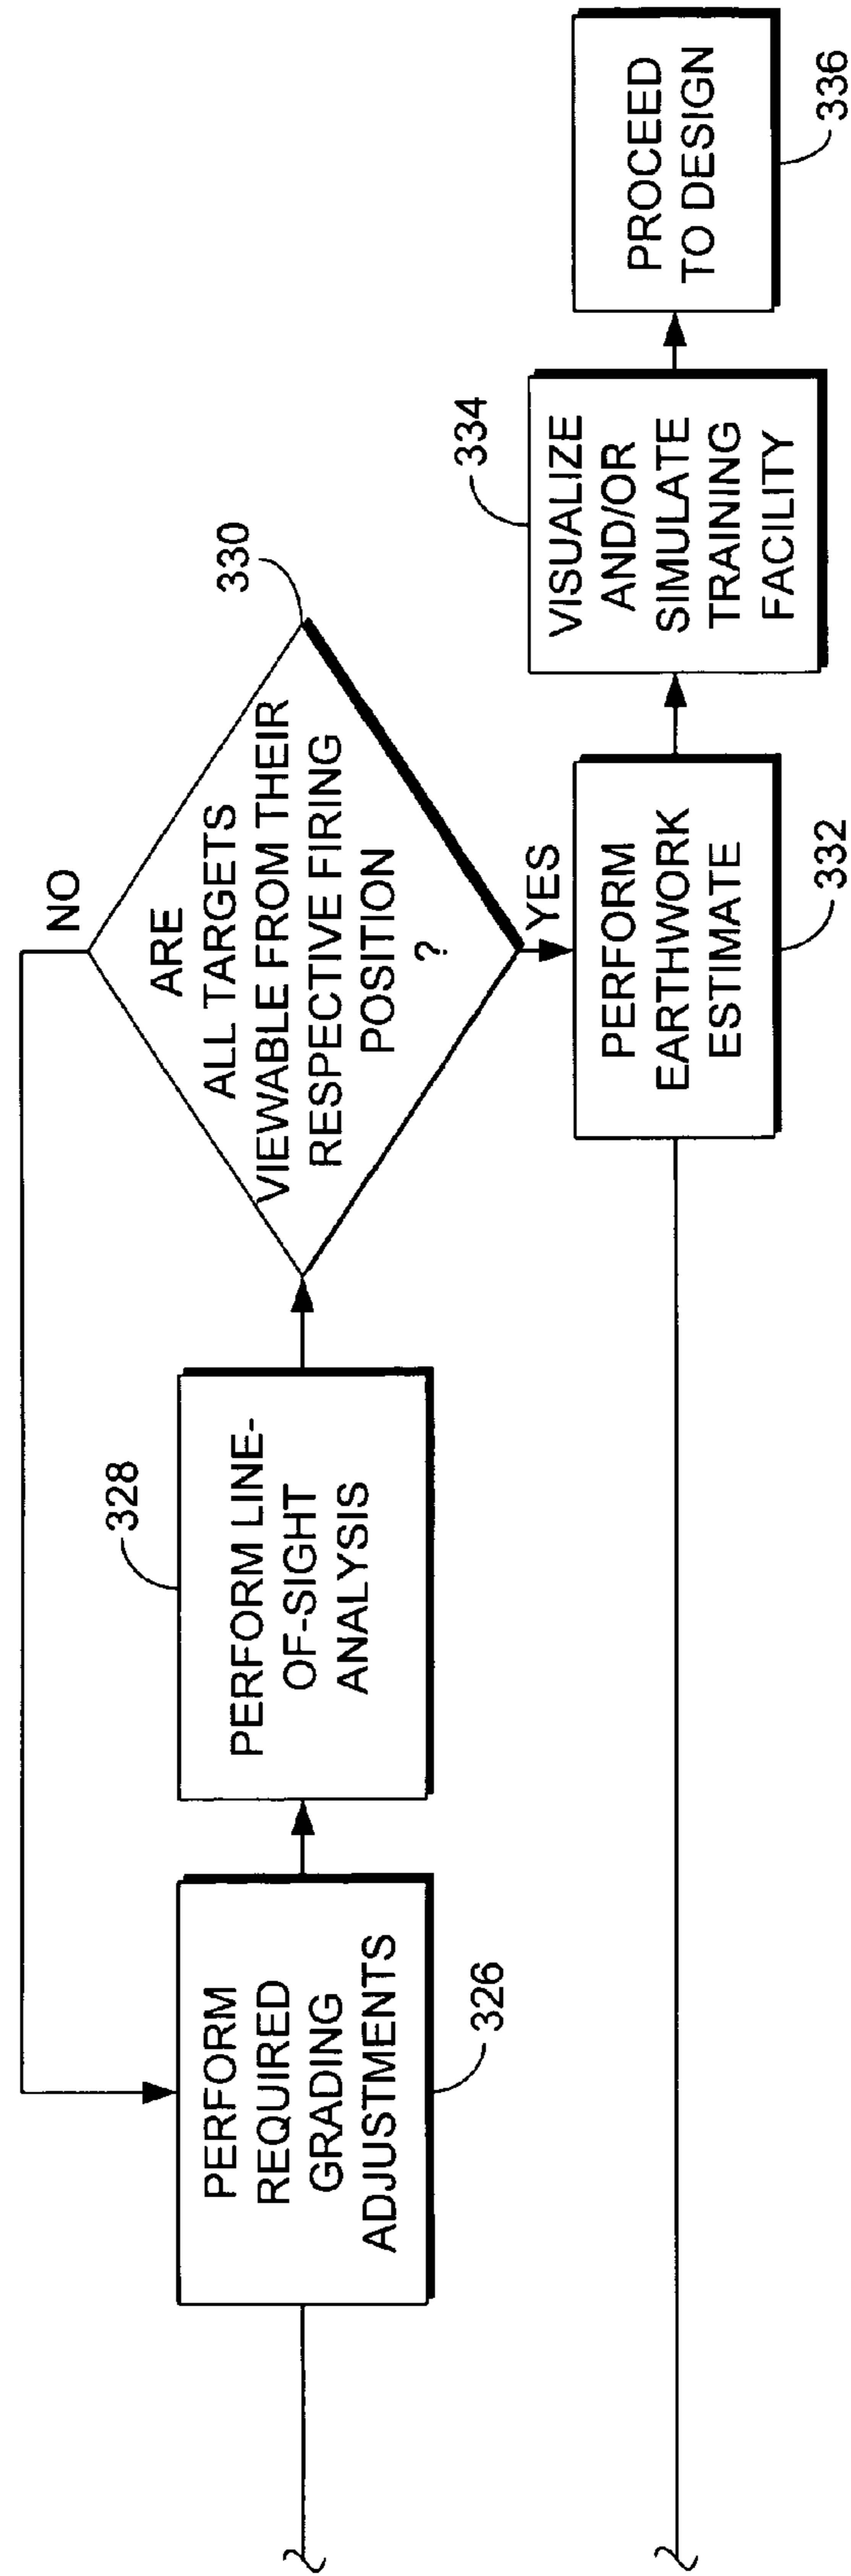 PERFORM
REQUIRED
GRADING
ADJUSTMENTS
326
PERFORM LINE-
OF-SIGHT
ANALYSIS
328
ARE
ALL TARGETS
VIEWABLE FROM THEIR
RESPECTIVE FIRING
POSITION
?
330
NO
YES
PERFORM
EARTHWORK
ESTIMATE
332
VISUALIZE
AND/OR
SIMULATE
TRAINING
FACILITY
334
PROCEED
TO DESIGN
336